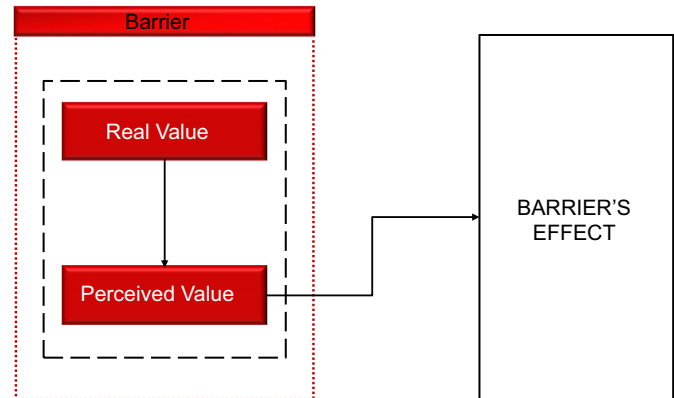 Barrier
Real Value
Perceived Value
BARRIER'S
EFFECT